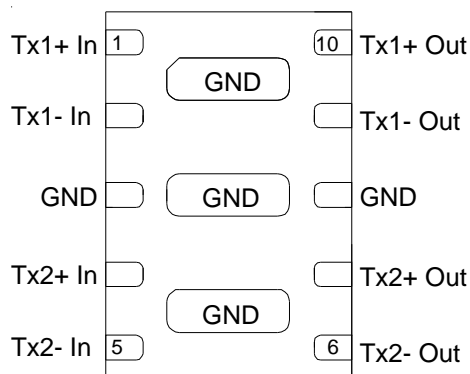 Tx1+ In 1 10 Tx1+ Out
GND
Tx1- In Tx1- Out
GND GND GND
Tx2+ In Tx2+ Out
GND
Tx2- In 5 6 Tx2- Out